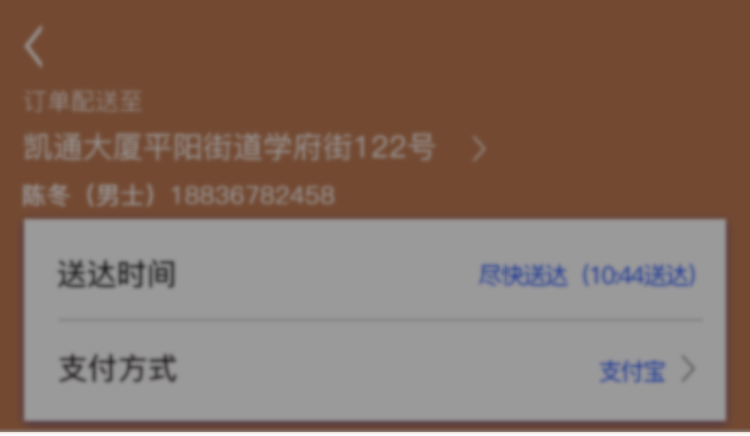 订单配送至
凯通大厦平阳街道学府街122号
陈冬（男士）18836782458
送达时间 尽快送达（10:44送达）
支付方式 支付宝